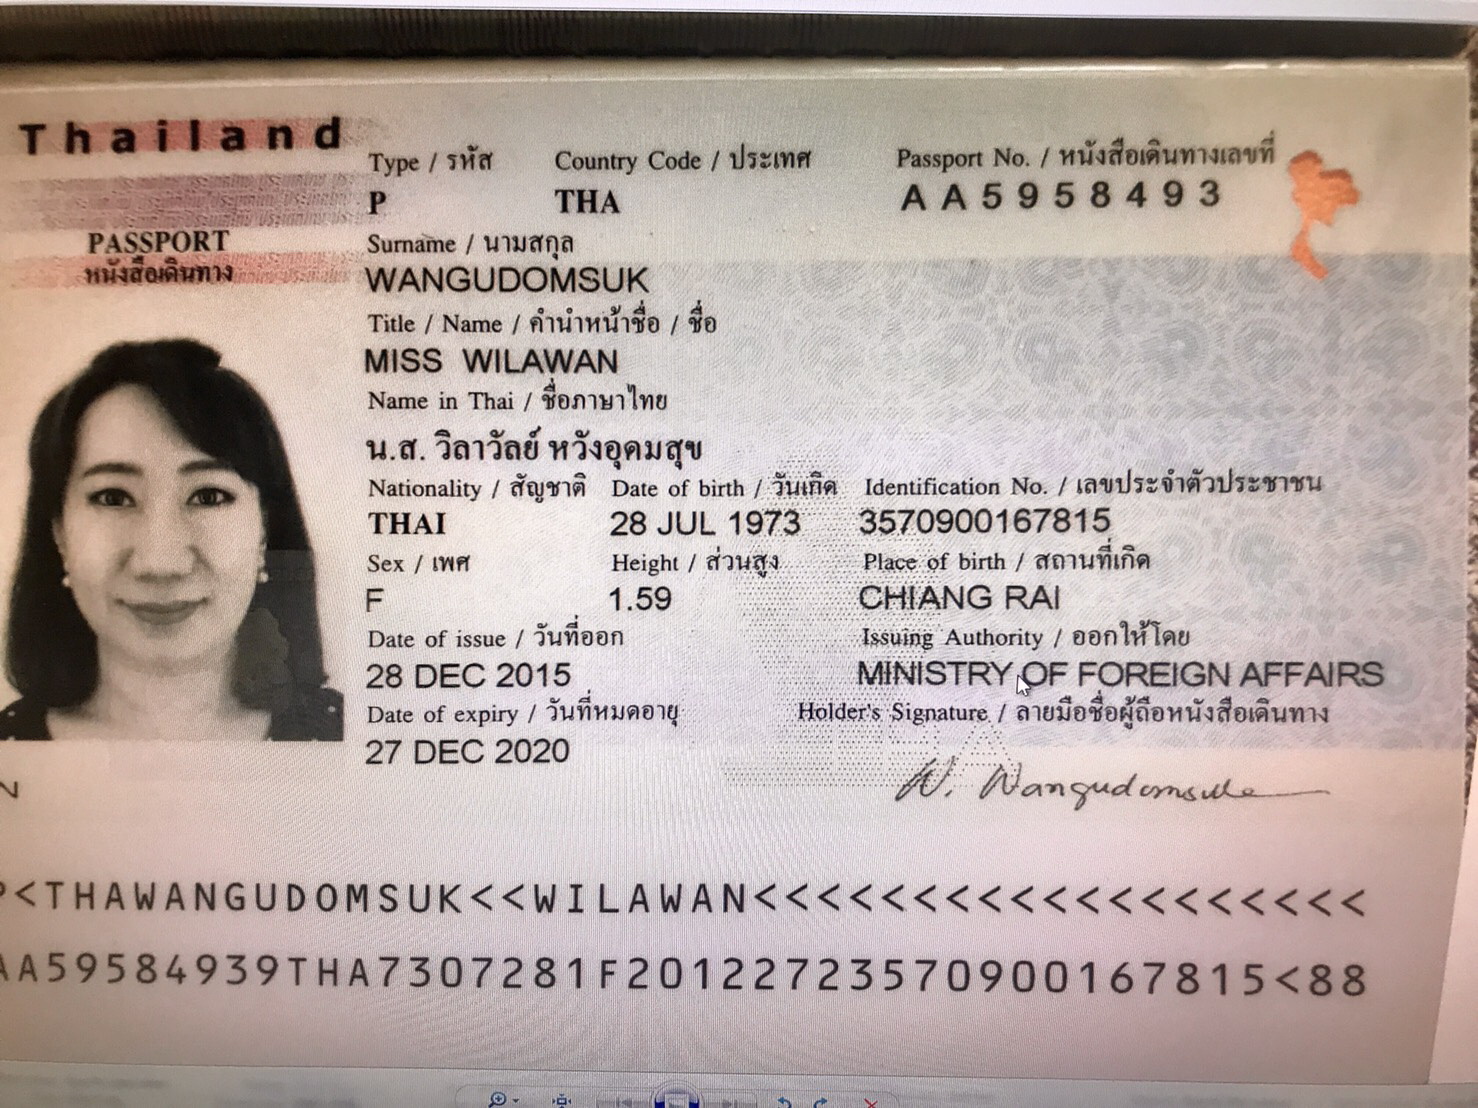 Thailand
Type / รหัส Country Code / ประเทศ Passport No. / หนังสือเดินทางเลขที่
P THA AA5958493
PASSPORT
หนังสือเดินทาง
Surname / นามสกุล
WANGUDOMSUK
Title / Name / คำนำหน้าชื่อ / ชื่อ
MISS WILAWAN
Name in Thai / ชื่อภาษาไทย
น.ส. วิลาวัลย์ หวังอุดมสุข
Nationality / สัญชาติ Date of birth / วันเกิด Identification No. / เลขประจำตัวประชาชน
THAI 28 JUL 1973 3570900167815
Sex / เพศ Height / ส่วนสูง Place of birth / สถานที่เกิด
F 1.59 CHIANG RAI
Date of issue / วันที่ออก Issuing Authority / ออกให้โดย
28 DEC 2015 MINISTRY OF FOREIGN AFFAIRS
Date of expiry / วันที่หมดอายุ Holder's Signature / ลายมือชื่อผู้ถือหนังสือเดินทาง
27 DEC 2020
W. Wangudomsuk
N
P<THAWANGUDOMSUK<<WILAWAN<<<<<<<<<<<<<<<<<<<
AA59584939THA7307281F20122723570900167815<88